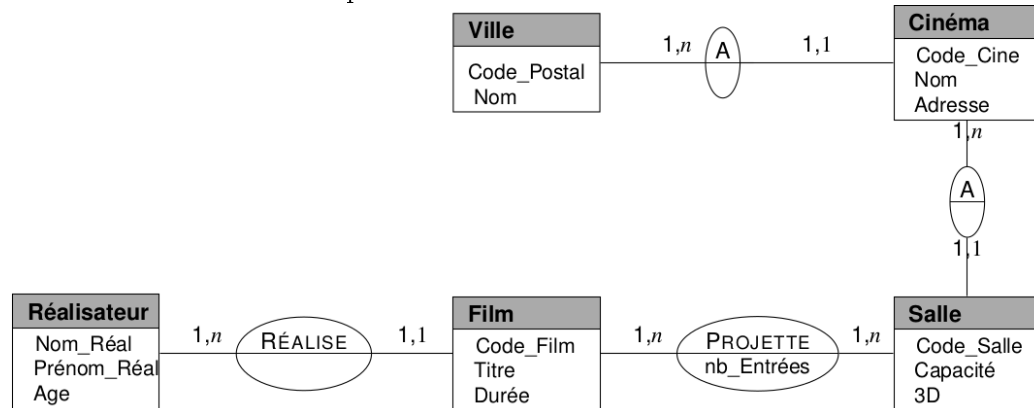 Ville
Code_Postal
Nom
1,n
A
1,1
Cinéma
Code_Cine
Nom
Adresse
1,n
A
1,1
Réalisateur
Nom_Réal
Prénom_Réal
Age
1,n
RÉALISE
1,1
Film
Code_Film
Titre
Durée
1,n
PROJETTE
nb_Entrées
1,n
Salle
Code_Salle
Capacité
3D